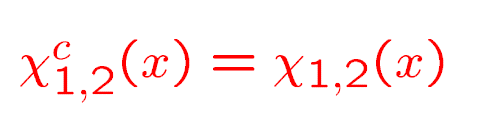 χ^c_{1,2}(x) = χ_{1,2}(x)